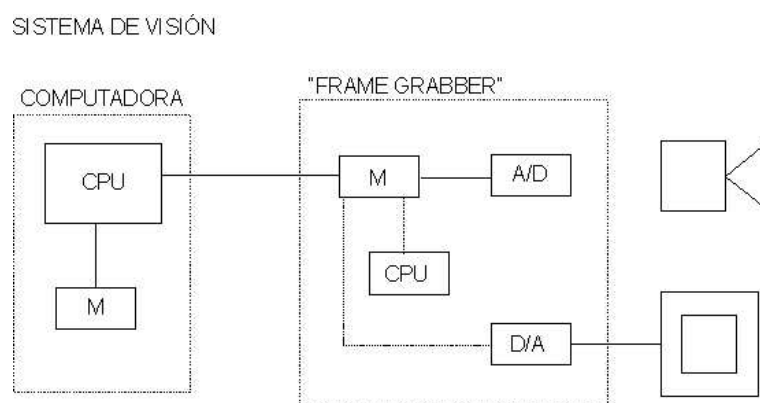 SISTEMA DE VISIÓN
COMPUTADORA
"FRAME GRABBER"
CPU
M
M
A/D
CPU
D/A